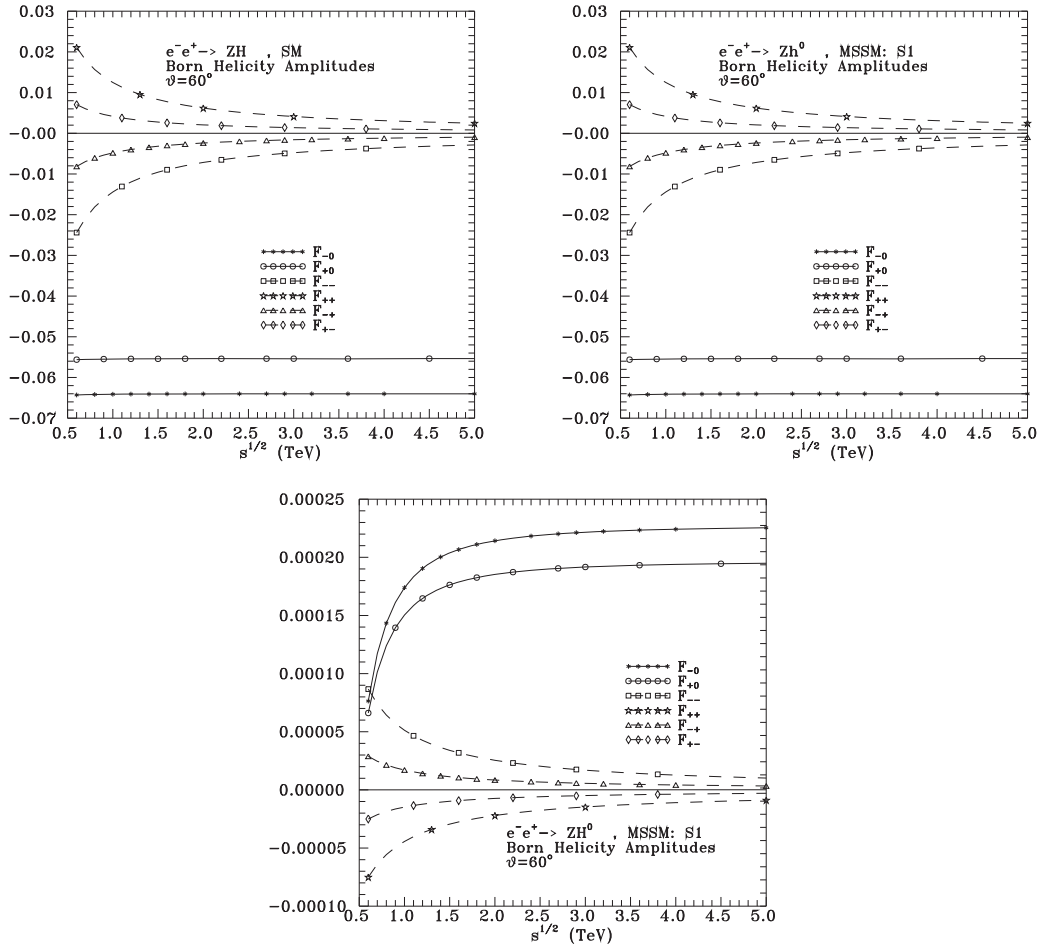 0.03
0.02
0.01
−0.00
−0.01
−0.02
−0.03
−0.04
−0.05
−0.06
−0.07
e⁻e⁺−> ZH , SM
Born Helicity Amplitudes
ϑ=60°
F₋₀
F₊₀
F₋₋
F₊₊
F₋₊
F₊₋
0.5 1.0 1.5 2.0 2.5 3.0 3.5 4.0 4.5 5.0
s^{1/2} (TeV)
0.03
0.02
0.01
−0.00
−0.01
−0.02
−0.03
−0.04
−0.05
−0.06
−0.07
e⁻e⁺−> Zh⁰ , MSSM: S1
Born Helicity Amplitudes
ϑ=60°
F₋₀
F₊₀
F₋₋
F₊₊
F₋₊
F₊₋
0.5 1.0 1.5 2.0 2.5 3.0 3.5 4.0 4.5 5.0
s^{1/2} (TeV)
0.00025
0.00020
0.00015
0.00010
0.00005
0.00000
−0.00005
−0.00010
F₋₀
F₊₀
F₋₋
F₊₊
F₋₊
F₊₋
e⁻e⁺−> ZH⁰ , MSSM: S1
Born Helicity Amplitudes
ϑ=60°
0.5 1.0 1.5 2.0 2.5 3.0 3.5 4.0 4.5 5.0
s^{1/2} (TeV)